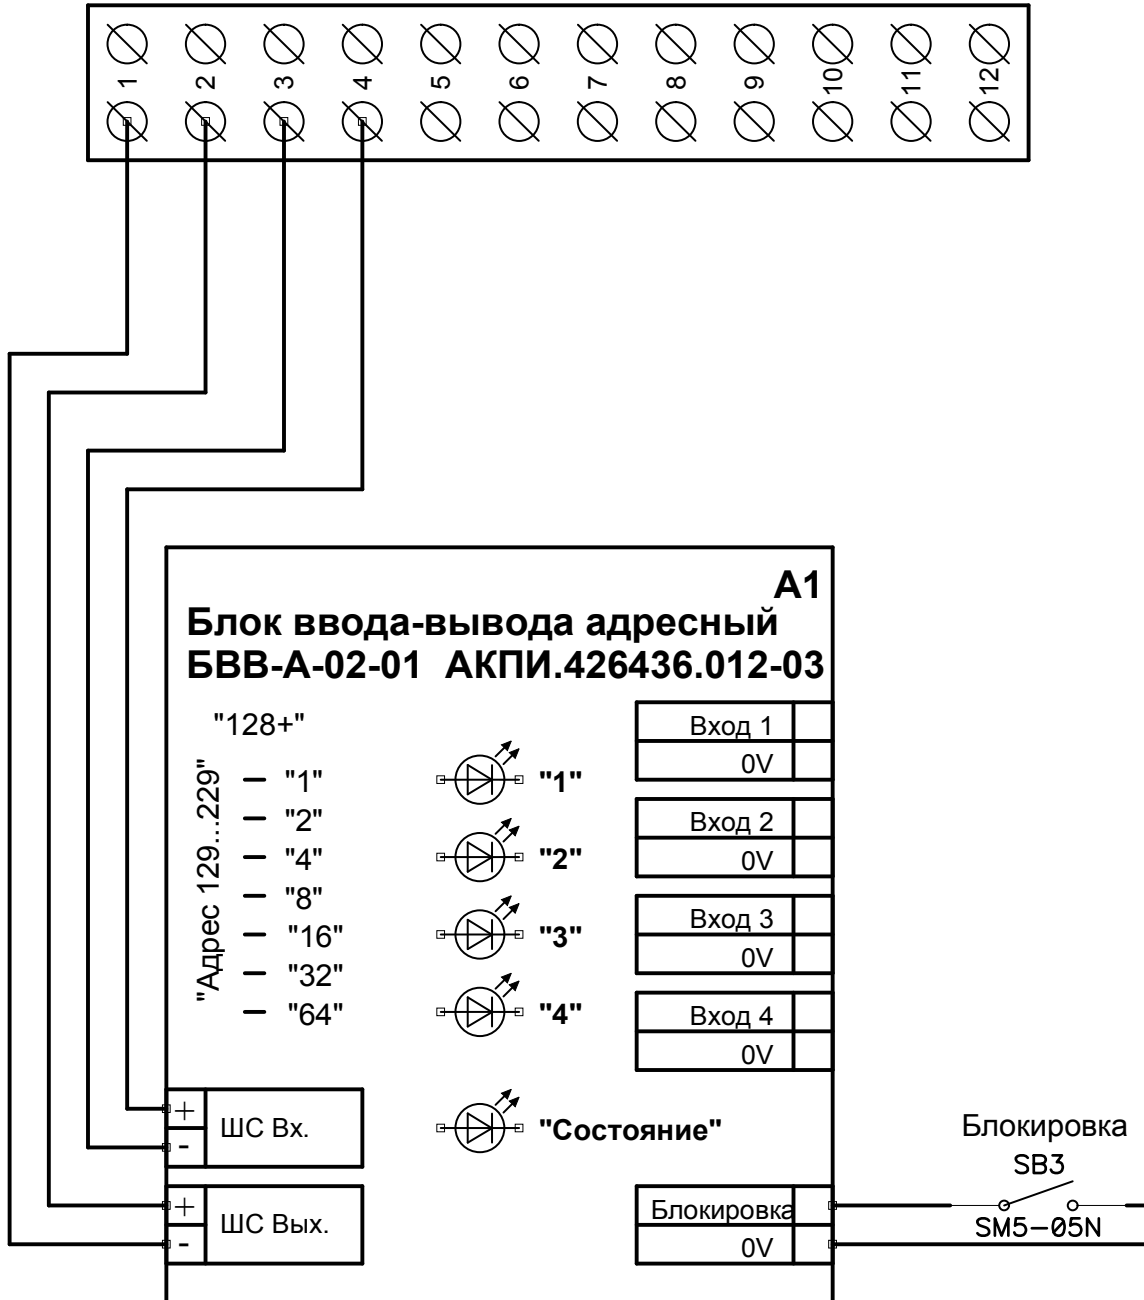 1 2 3 4 5 6 7 8 9 10 11 12
A1
Блок ввода-вывода адресный
БВВ-А-02-01 АКПИ.426436.012-03
"128+"
"Адрес 129...229"
"1"
"2"
"4"
"8"
"16"
"32"
"64"
"1"
"2"
"3"
"4"
"Состояние"
Вход 1
0V
Вход 2
0V
Вход 3
0V
Вход 4
0V
+ ШС Вх.
-
+ ШС Вых.
-
Блокировка
0V
Блокировка
SB3
SM5-05N